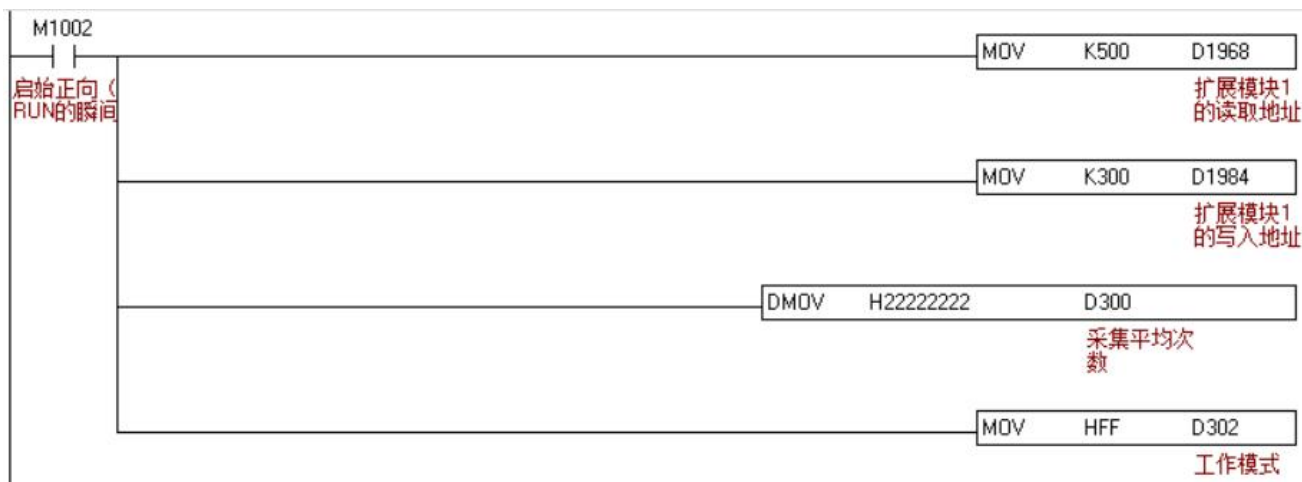 M1002
MOV K500 D1968
启始正向（
RUN的瞬间
扩展模块1
的读取地址
MOV K300 D1984
扩展模块1
的写入地址
DMOV H22222222 D300
采集平均次
数
MOV HFF D302
工作模式